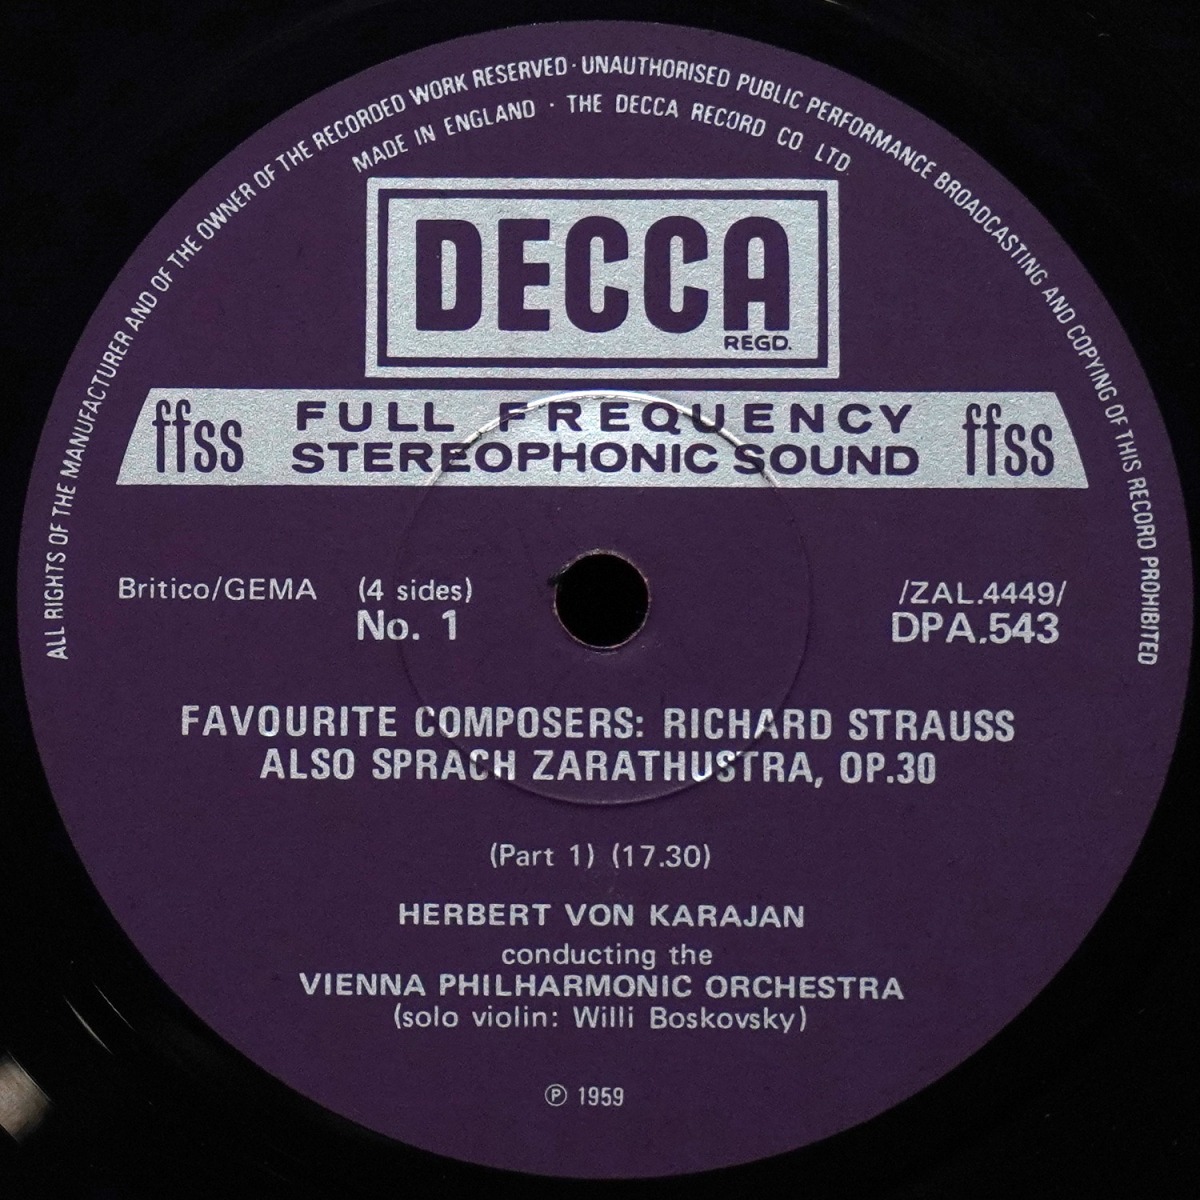 ALL RIGHTS OF THE MANUFACTURER AND OF THE OWNER OF THE RECORDED WORK RESERVED · UNAUTHORISED PUBLIC PERFORMANCE BROADCASTING AND COPYING OF THIS RECORD PROHIBITED
MADE IN ENGLAND · THE DECCA RECORD CO LTD.
DECCA
REGD.
ffss FULL FREQUENCY ffss
STEREOPHONIC SOUND
Britico/GEMA (4 sides) /ZAL.4449/
No. 1 DPA.543
FAVOURITE COMPOSERS: RICHARD STRAUSS
ALSO SPRACH ZARATHUSTRA, OP.30
(Part 1) (17.30)
HERBERT VON KARAJAN
conducting the
VIENNA PHILHARMONIC ORCHESTRA
(solo violin: Willi Boskovsky)
Ⓟ 1959